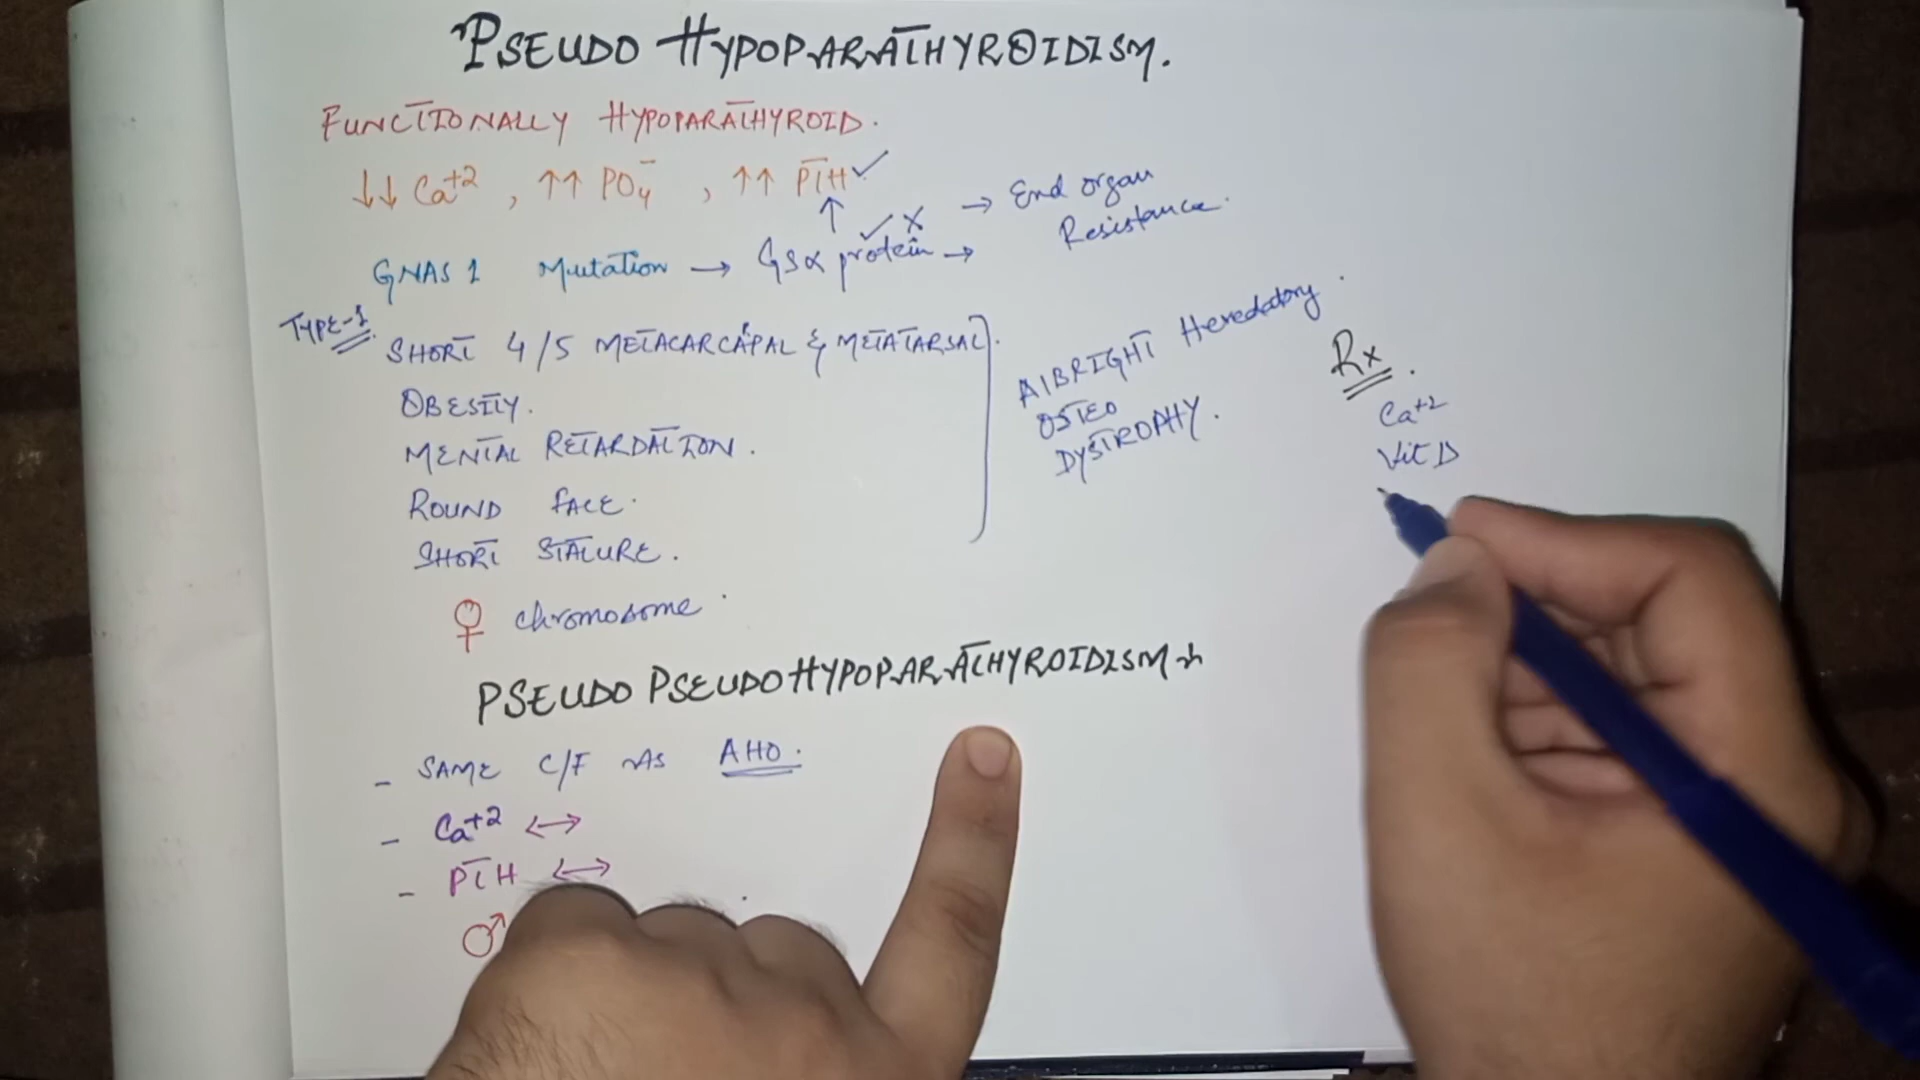 PSEUDO HYPOPARATHYROIDISM.
FUNCTIONALLY HYPOPARATHYROID.
↓↓ Ca+2 , ↑↑ PO4- , ↑↑ PTH ✓
↑ ✓ X
GNAS 1 Mutation → Gsα protein → → End organ
Resistance.
TYPE-1
SHORT 4/5 METACARCAPAL & METATARSAL.
OBESITY.
MENTAL RETARDATION.
ROUND FACE.
SHORT STATURE.
AlBRIGHT Heredatory.
OSTEO
DYSTROPHY.
Rx.
Ca+2
Vit D
♀ chromosome
PSEUDO PSEUDOHYPOPARATHYROIDISM
- SAME C/F AS AHO.
- Ca+2 ↔
- PTH ↔
♂